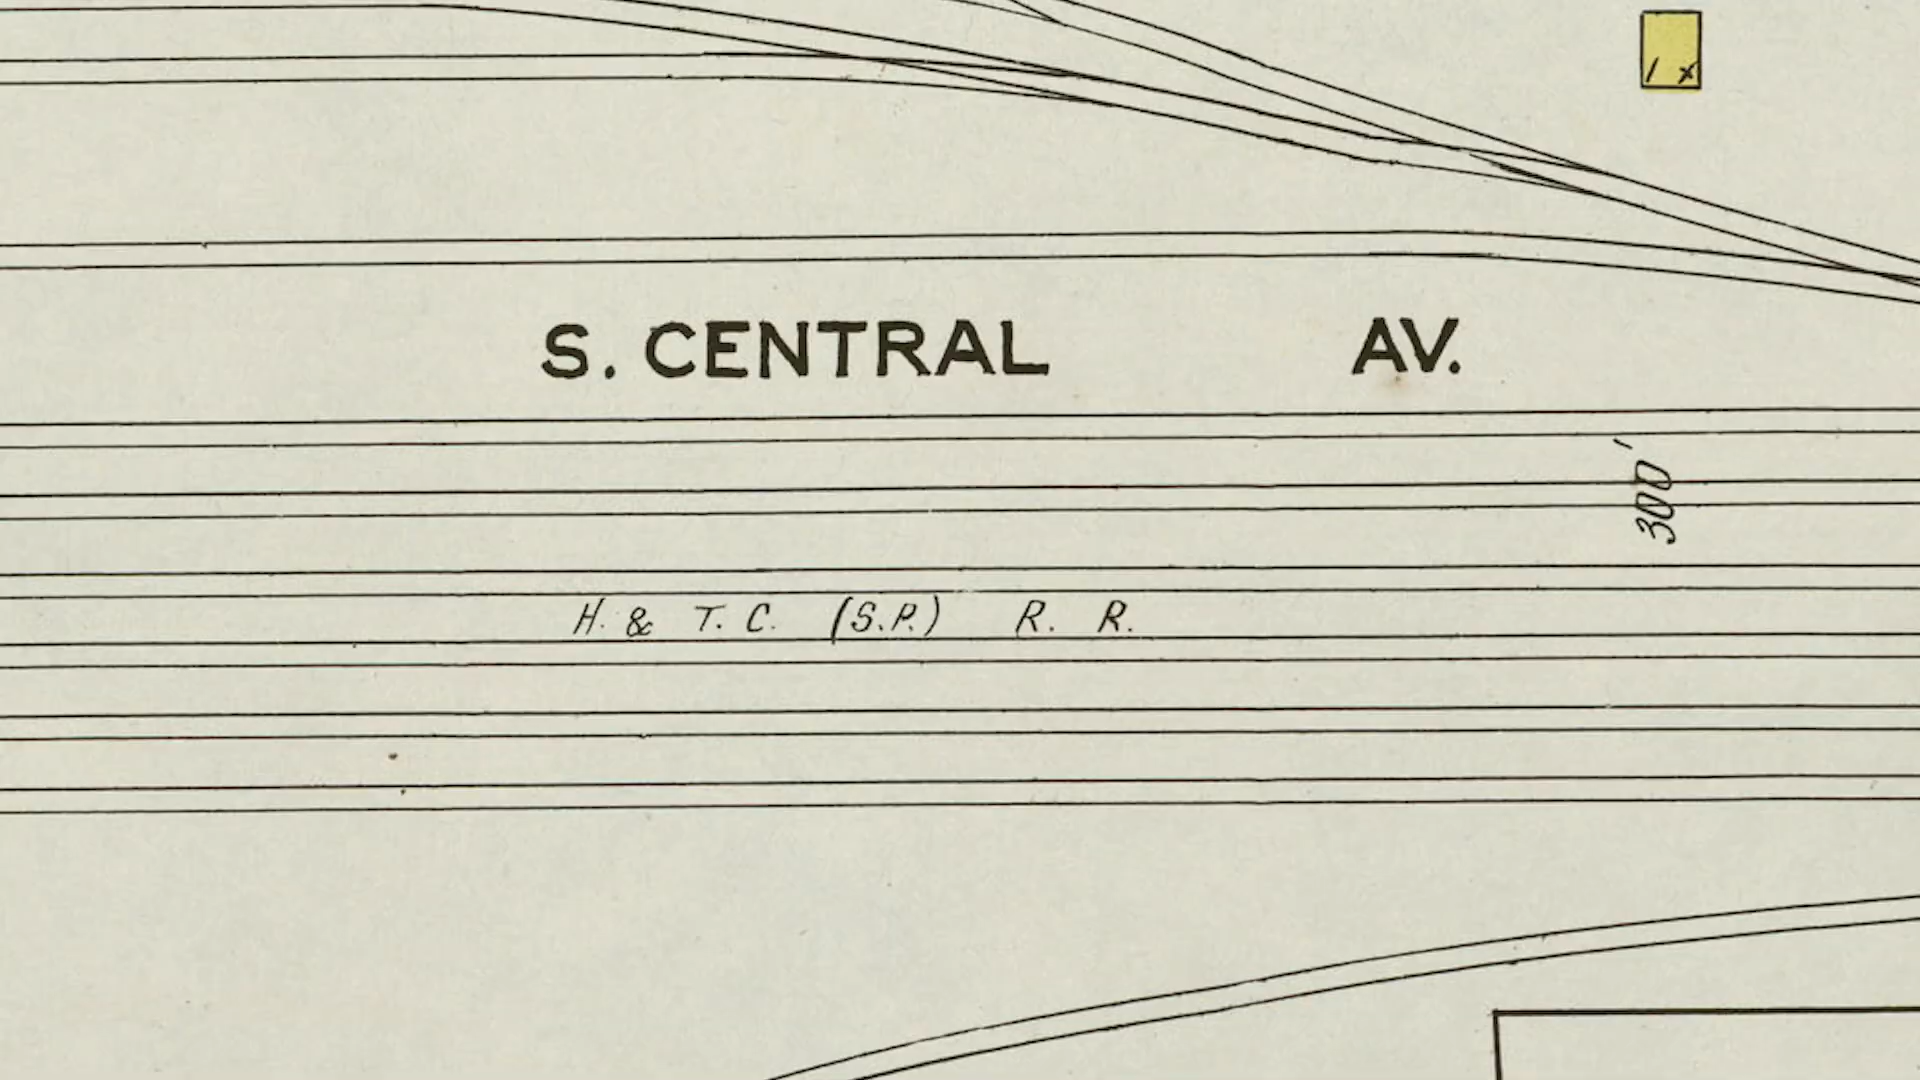 1 x
S. CENTRAL AV.
300'
H. & T. C. (S.P.) R. R.